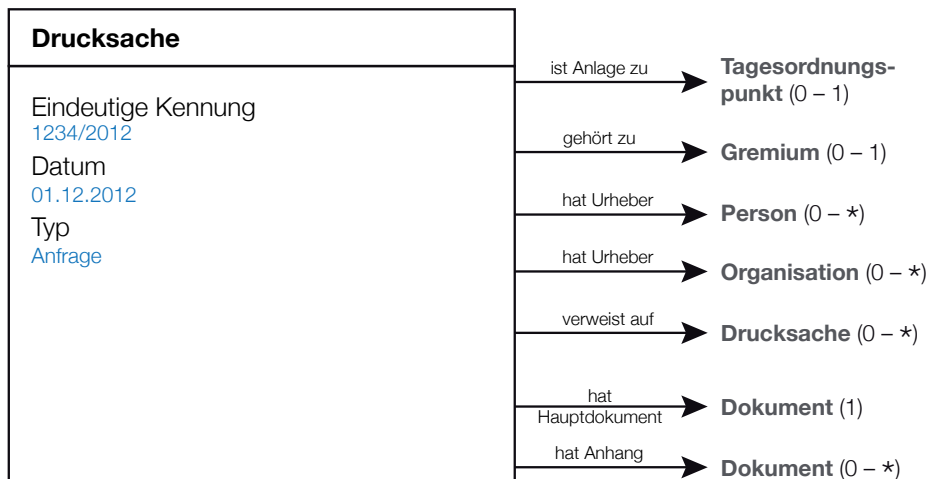 Drucksache
Eindeutige Kennung
1234/2012
Datum
01.12.2012
Typ
Anfrage
ist Anlage zu
Tagesordnungs-
punkt (0 – 1)
gehört zu
Gremium (0 – 1)
hat Urheber
Person (0 – *)
hat Urheber
Organisation (0 – *)
verweist auf
Drucksache (0 – *)
hat
Hauptdokument
Dokument (1)
hat Anhang
Dokument (0 – *)